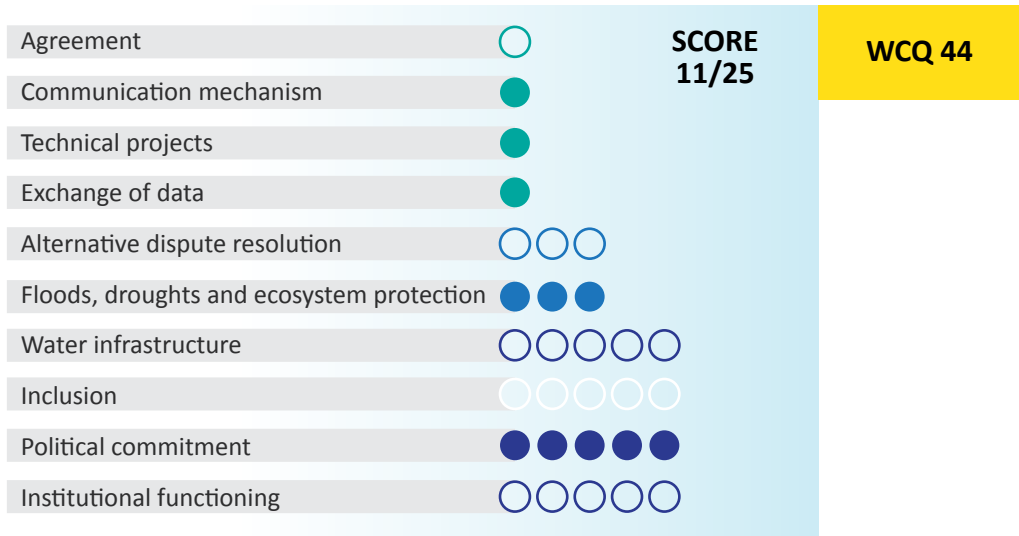 Agreement
Communication mechanism
Technical projects
Exchange of data
Alternative dispute resolution
Floods, droughts and ecosystem protection
Water infrastructure
Inclusion
Political commitment
Institutional functioning
SCORE
11/25
WCQ 44